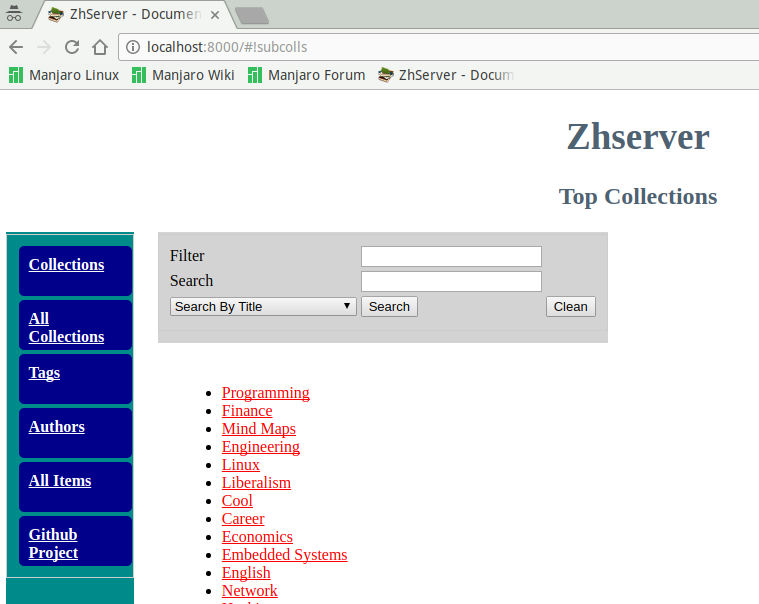 ZhServer - Documen
localhost:8000/#!subcolls
Manjaro Linux Manjaro Wiki Manjaro Forum ZhServer - Docum
Zhserver
Top Collections
Collections
All
Collections
Tags
Authors
All Items
Github
Project
Filter
Search
Search By Title Search Clean
Programming
Finance
Mind Maps
Engineering
Linux
Liberalism
Cool
Career
Economics
Embedded Systems
English
Network